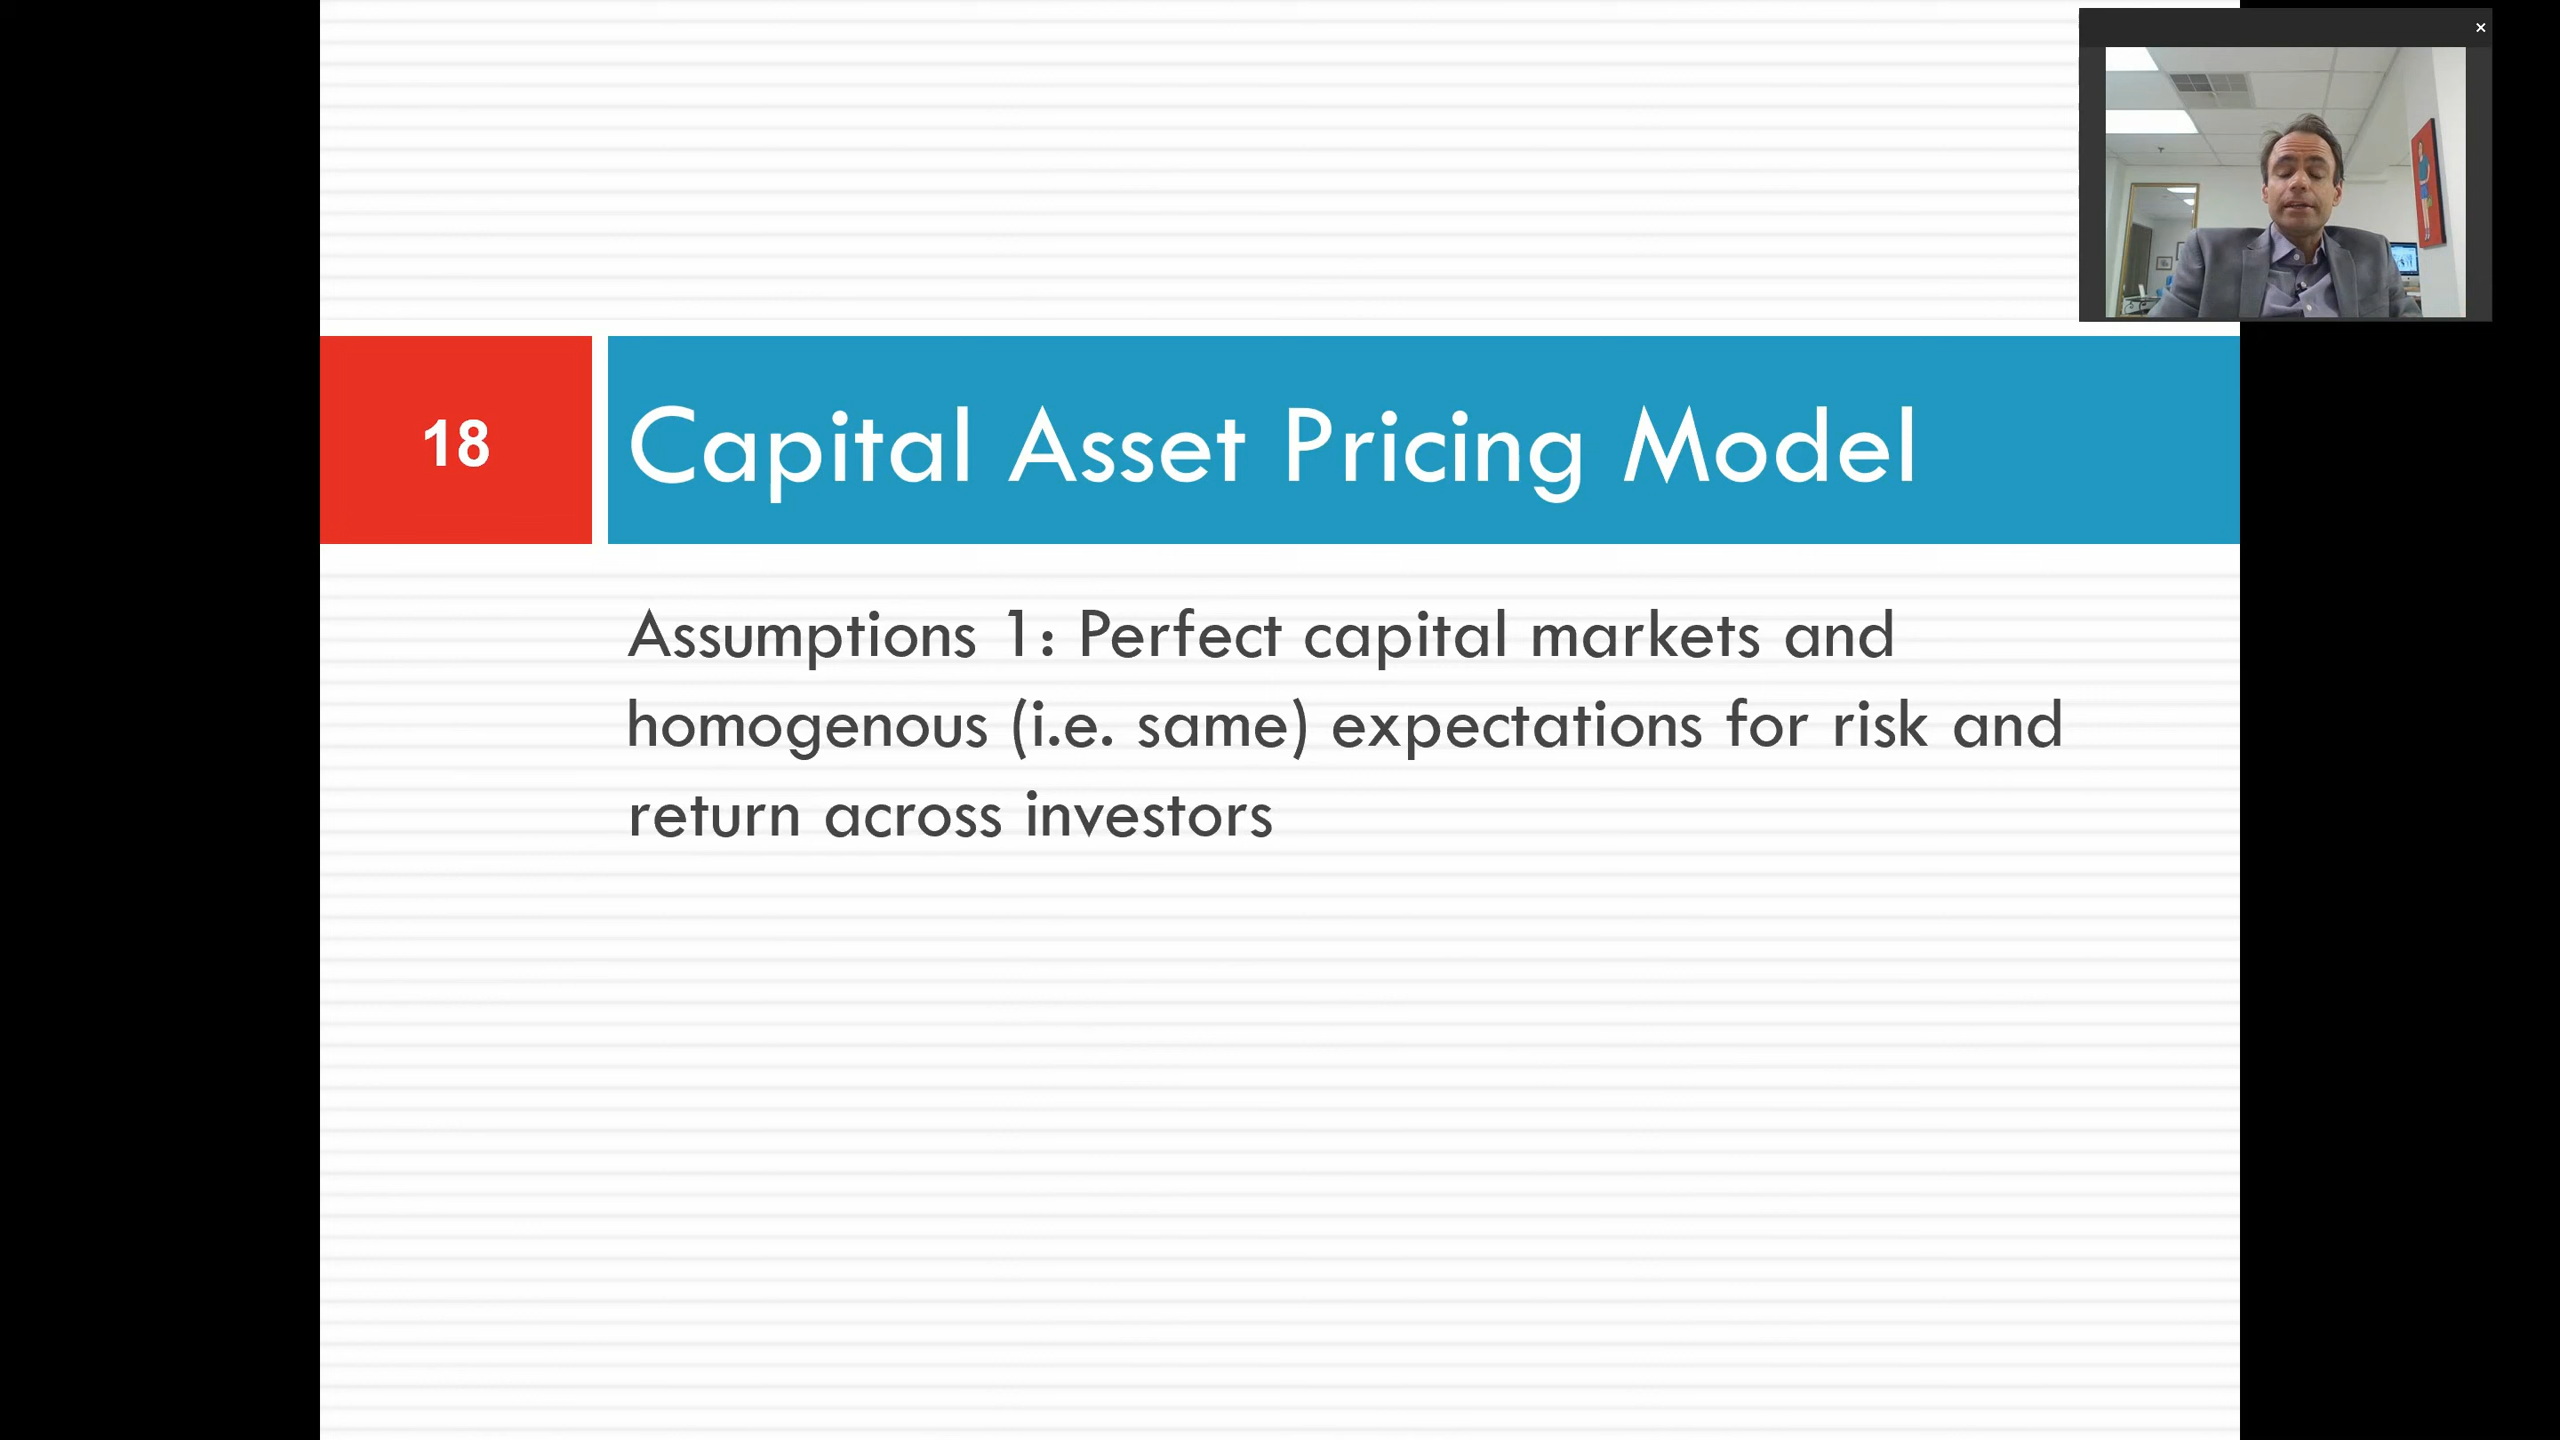 18
Capital Asset Pricing Model
Assumptions 1: Perfect capital markets and
homogenous (i.e. same) expectations for risk and
return across investors